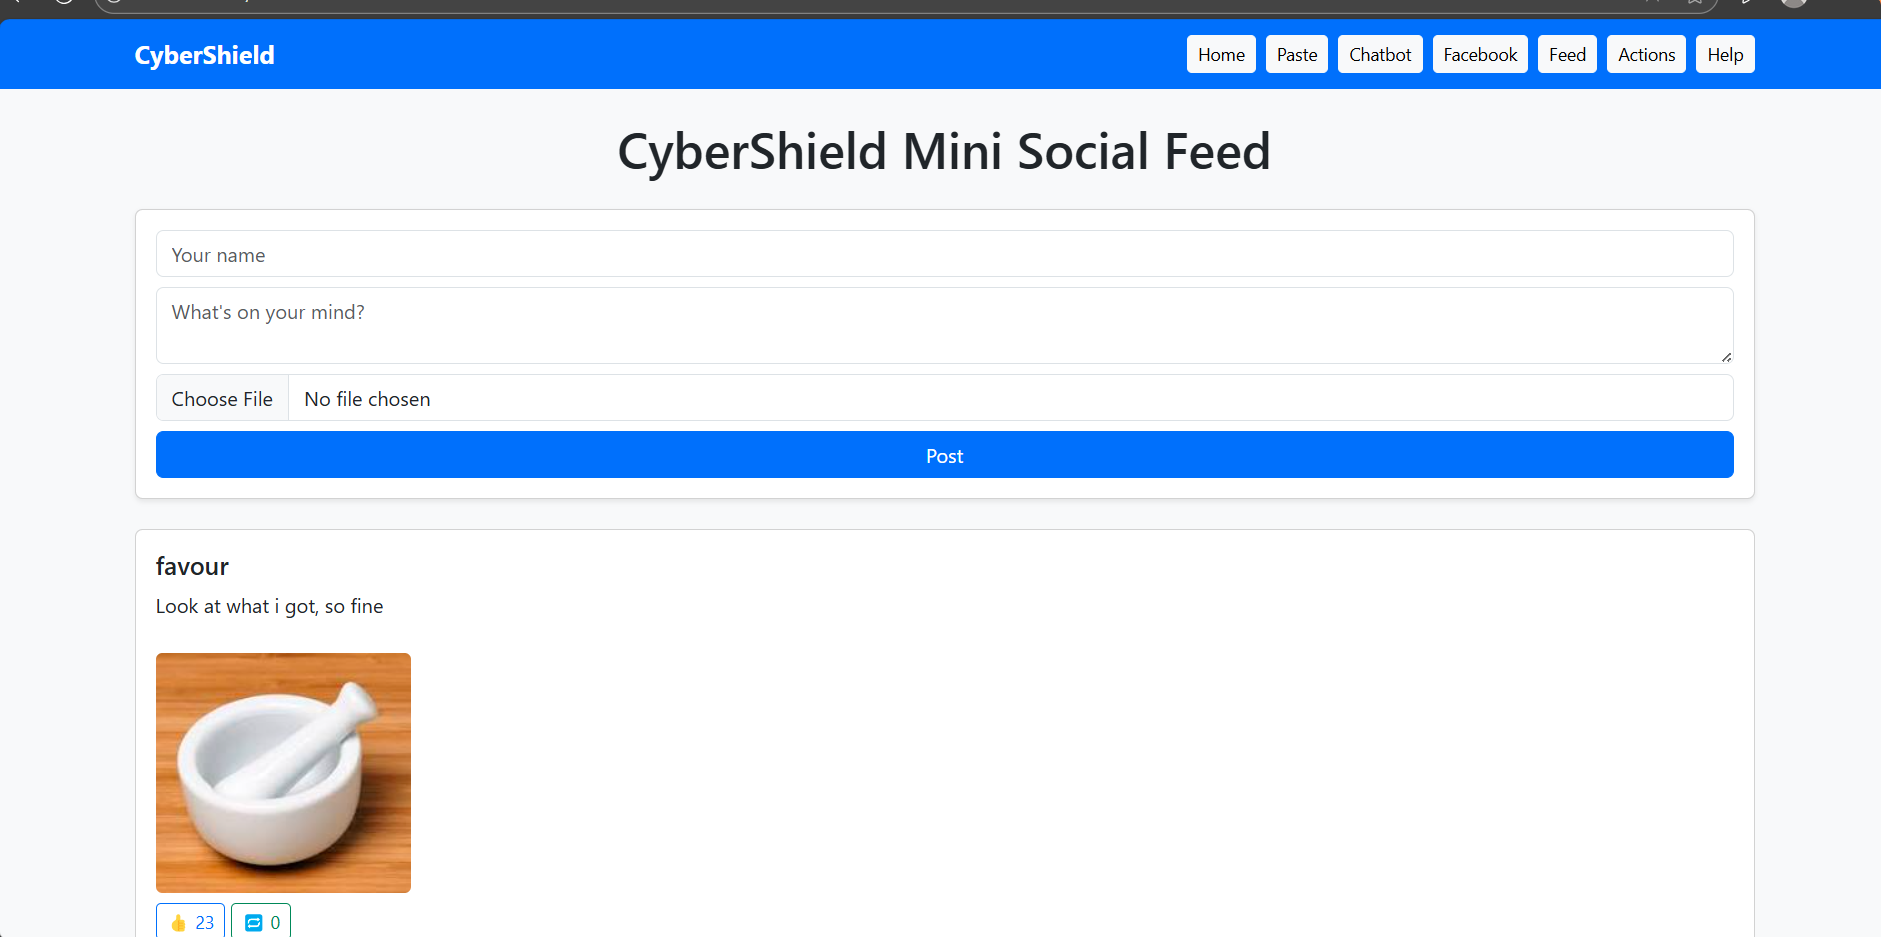 CyberShield
Home Paste Chatbot Facebook Feed Actions Help
CyberShield Mini Social Feed
Your name
What's on your mind?
Choose File No file chosen
Post
favour
Look at what i got, so fine
👍 23 🔁 0